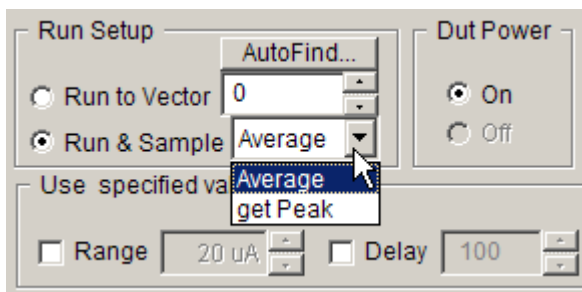 Run Setup
Dut Power
AutoFind...
Run to Vector 0
On
Run & Sample Average
Off
Average
get Peak
Use specified va
Range 20 uA Delay 100